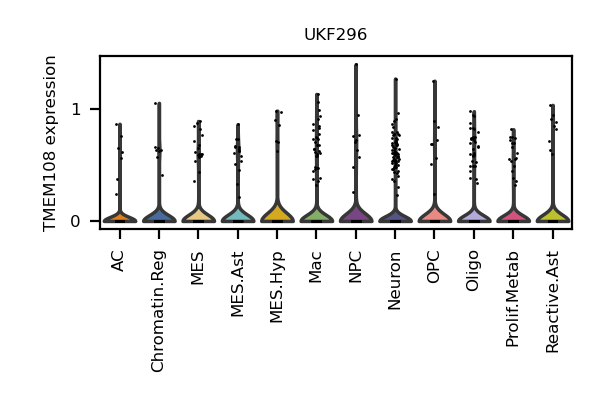 UKF296
TMEM108 expression
1
0
AC
Chromatin.Reg
MES
MES.Ast
MES.Hyp
Mac
NPC
Neuron
OPC
Oligo
Prolif.Metab
Reactive.Ast